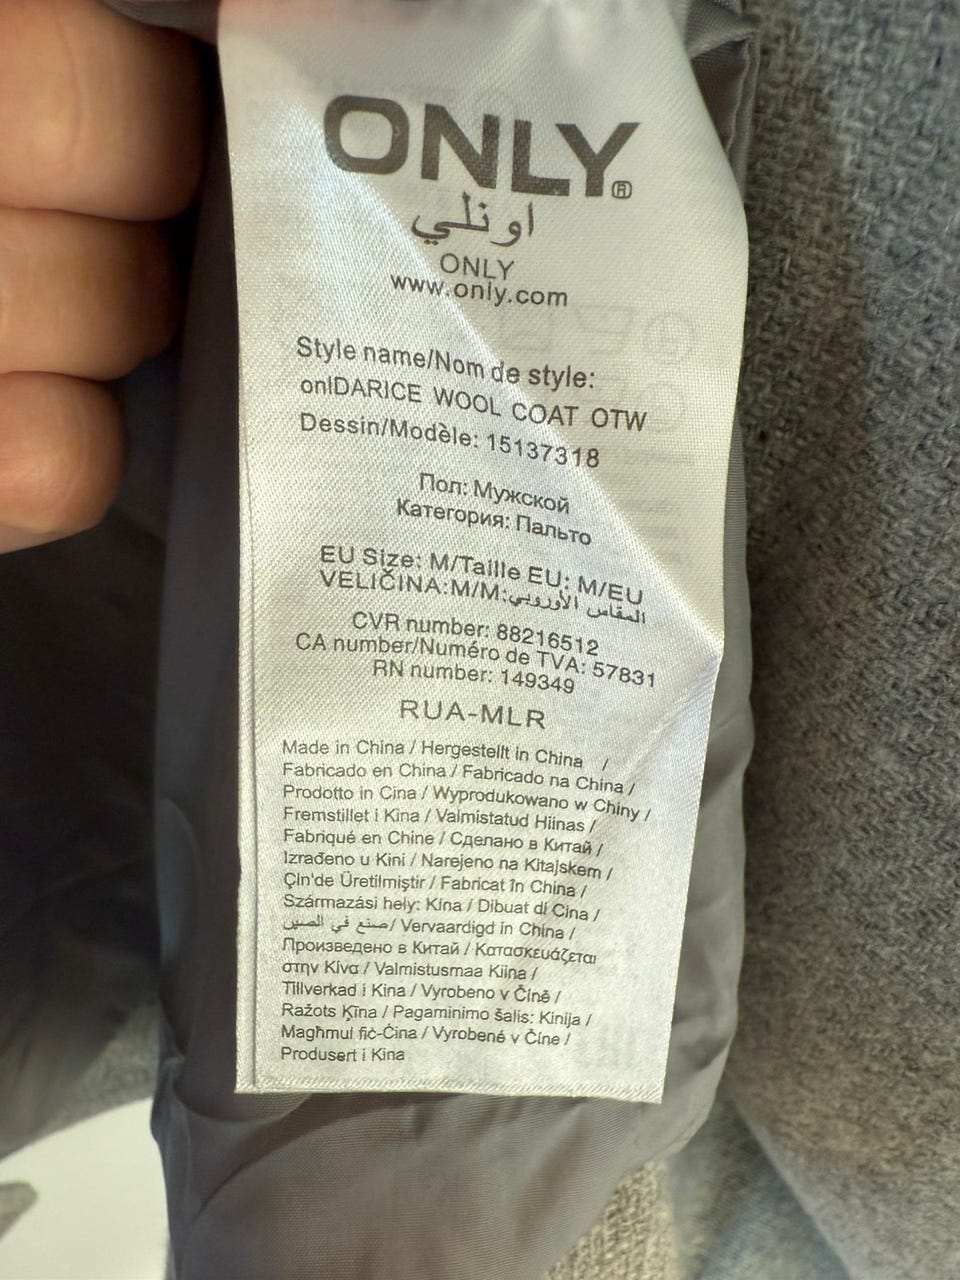 ONLY®
اونلي
ONLY
www.only.com
Style name/Nom de style:
onlDARICE WOOL COAT OTW
Dessin/Modèle: 15137318
Пол: Мужской
Категория: Пальто
EU Size: M/Taille EU: M/EU
VELIČINA:M/M:المقاس الأوروبي
CVR number: 88216512
CA number/Numéro de TVA: 57831
RN number: 149349
RUA-MLR
Made in China / Hergestellt in China /
Fabricado en China / Fabricado na China /
Prodotto in Cina / Wyprodukowano w Chiny /
Fremstillet i Kina / Valmistatud Hiinas /
Fabriqué en Chine / Сделано в Китай /
Izrađeno u Kini / Narejeno na Kitajskem /
Çin'de Üretilmiştir / Fabricat în China /
Származási hely: Kína / Dibuat di Cina /
صنع في الصين/ Vervaardigd in China /
Произведено в Китай / Κατασκευάζεται
στην Κίνα / Valmistusmaa Kiina /
Tillverkad i Kina / Vyrobeno v Číně /
Ražots Ķīna / Pagaminimo šalis: Kinija /
Magħmul fiċ-Ċina / Vyrobené v Číne /
Produsert i Kina